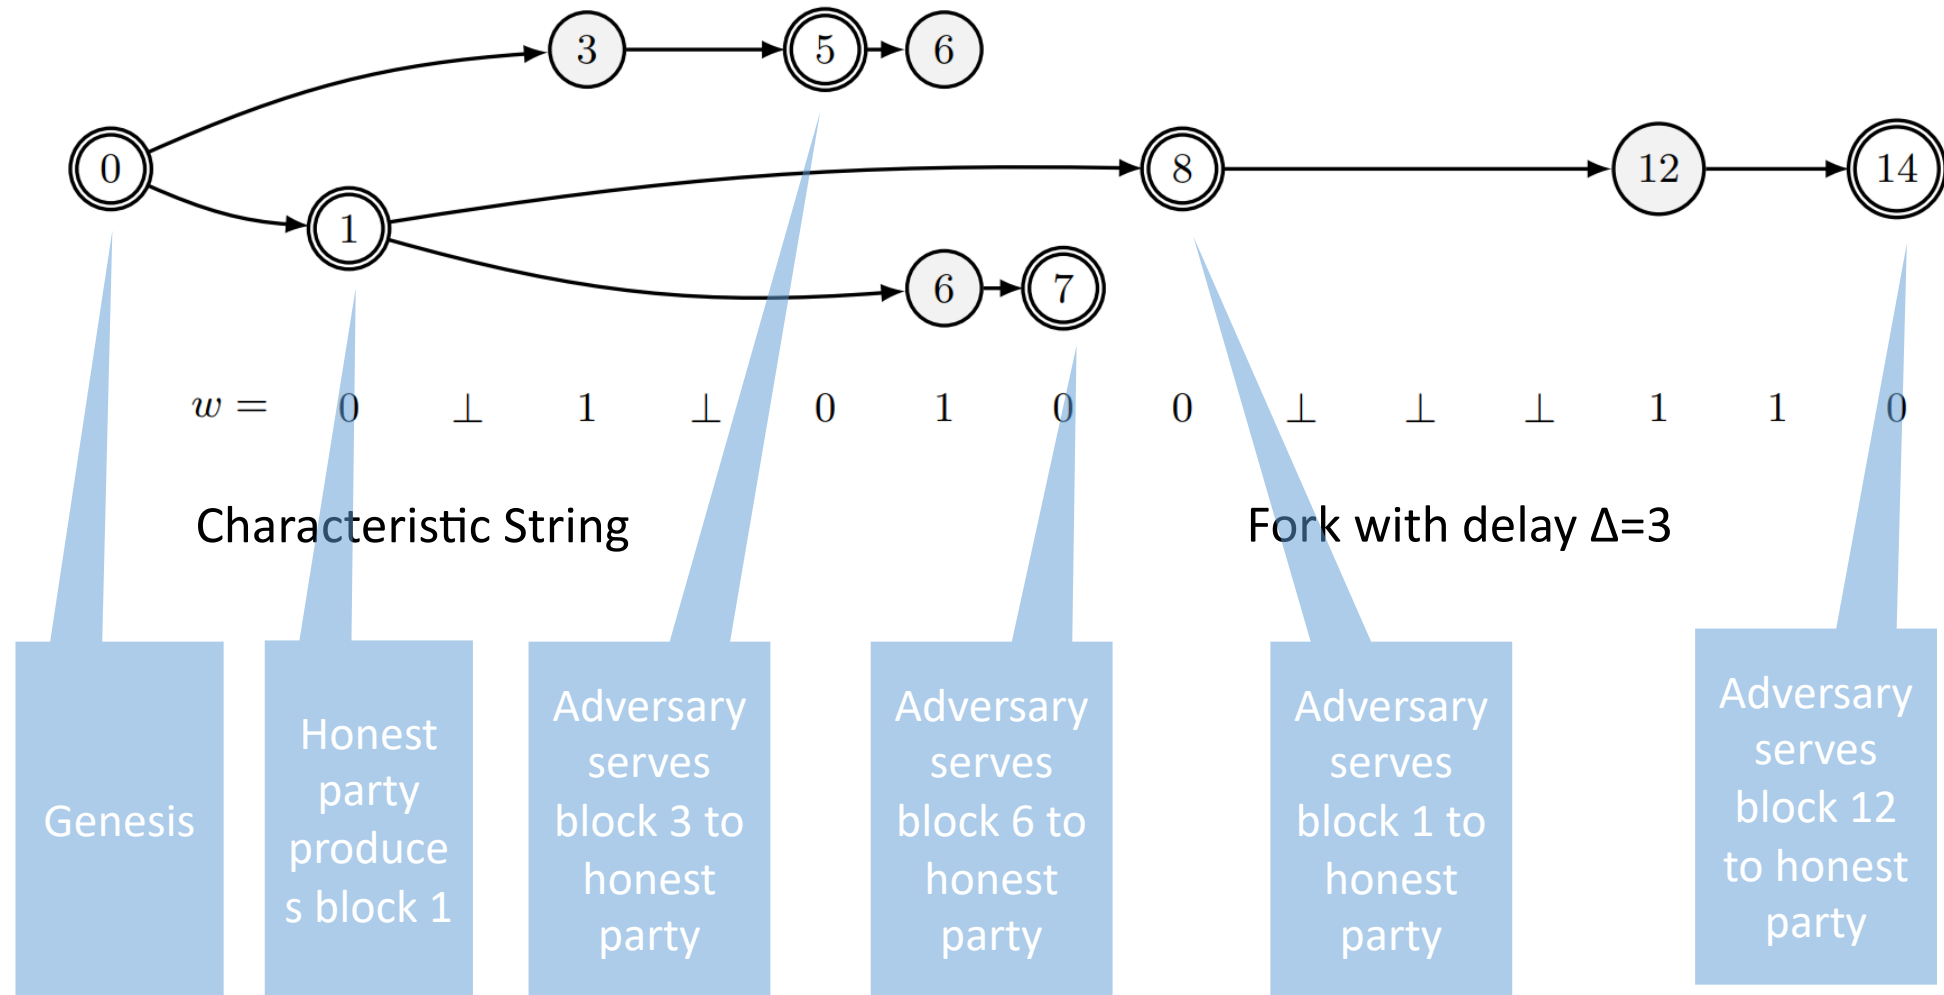 3 5 6
0 8 12 14
1
6 7
w = 0 ⊥ 1 ⊥ 0 1 0 0 ⊥ ⊥ ⊥ 1 1 0
Characteristic String
Fork with delay Δ=3
Genesis
Honest
party
produce
s block 1
Adversary
serves
block 3 to
honest
party
Adversary
serves
block 6 to
honest
party
Adversary
serves
block 1 to
honest
party
Adversary
serves
block 12
to honest
party